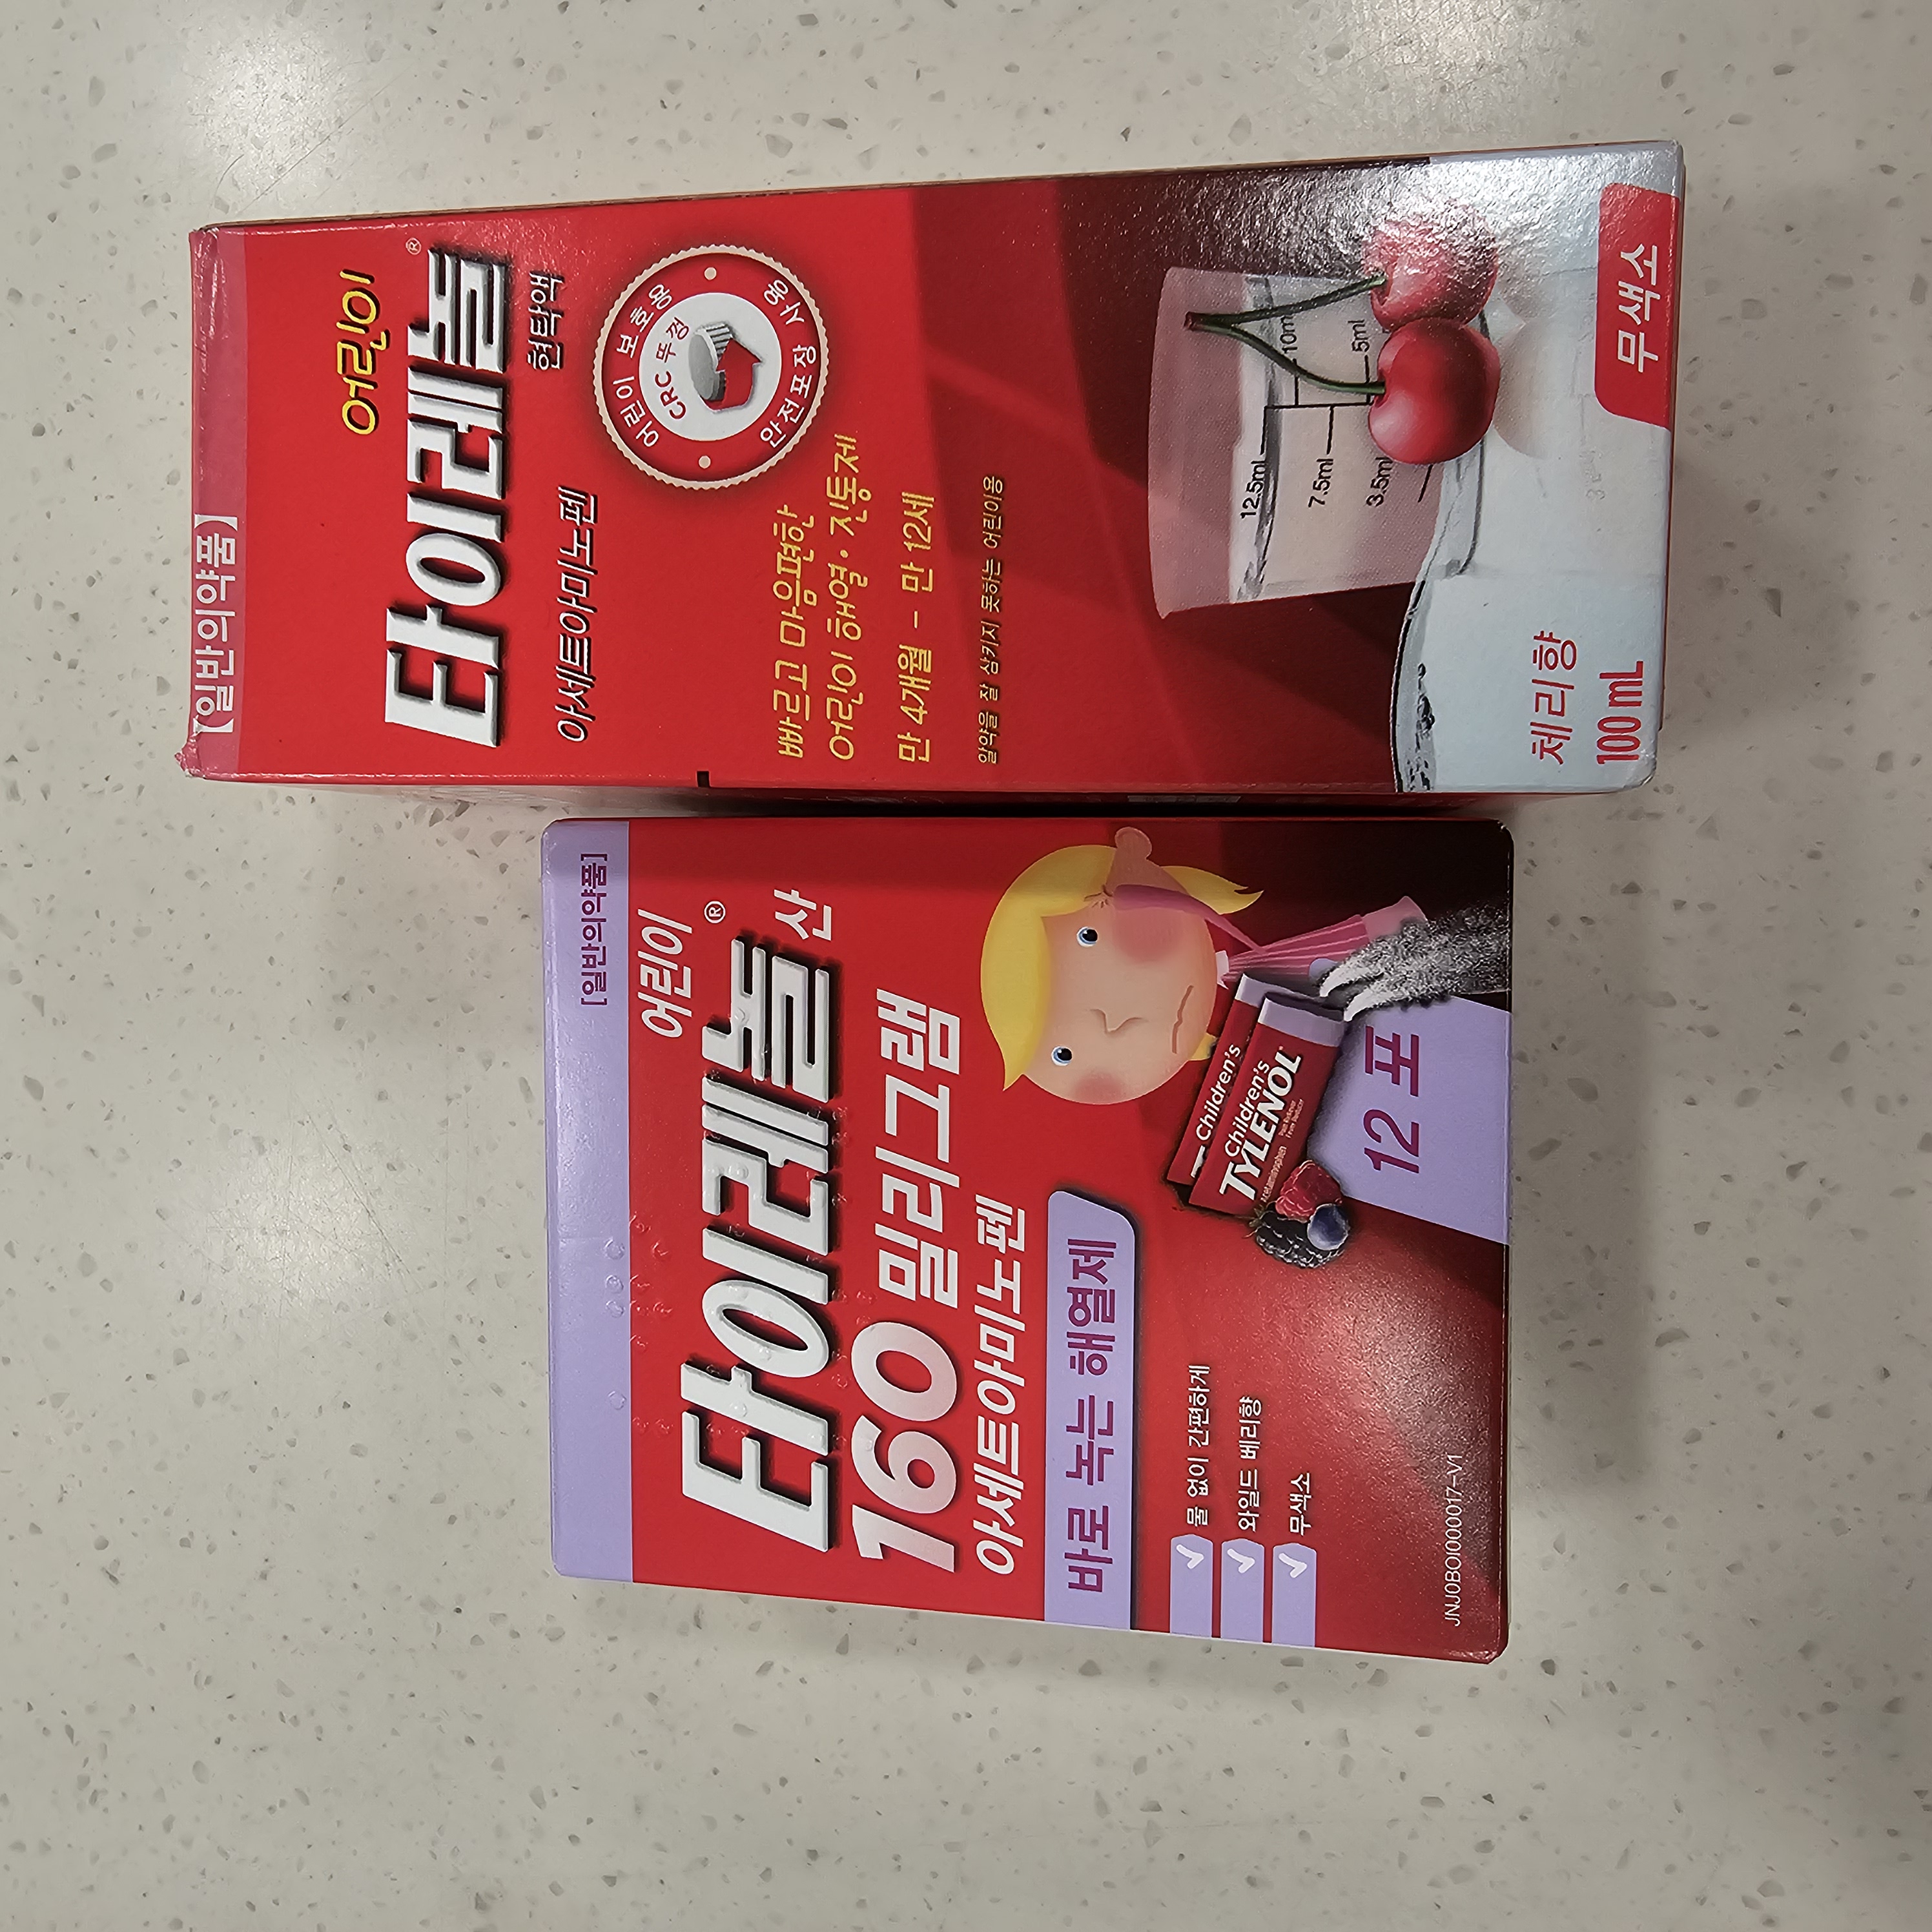 【일반의약품】
어린이
타이레놀®
현탁액
아세트아미노펜
어린이 보호용
CRC 뚜껑
안전포장 사용
빠르고 마음편한
어린이 해열·진통제
만 4개월 - 만 12세
알약을 잘 삼키지 못하는 어린이용
12.5ml
10m
7.5ml
5ml
3.5ml
체리향
100 mL
무색소
[일반의약품]
어린이
타이레놀®산
160 밀리그램
아세트아미노펜
바로 녹는 해열제
물 없이 간편하게
와일드 베리향
무색소
Children's
Children's
TYLENOL®
12 포
JNJ0BOI000017-V1